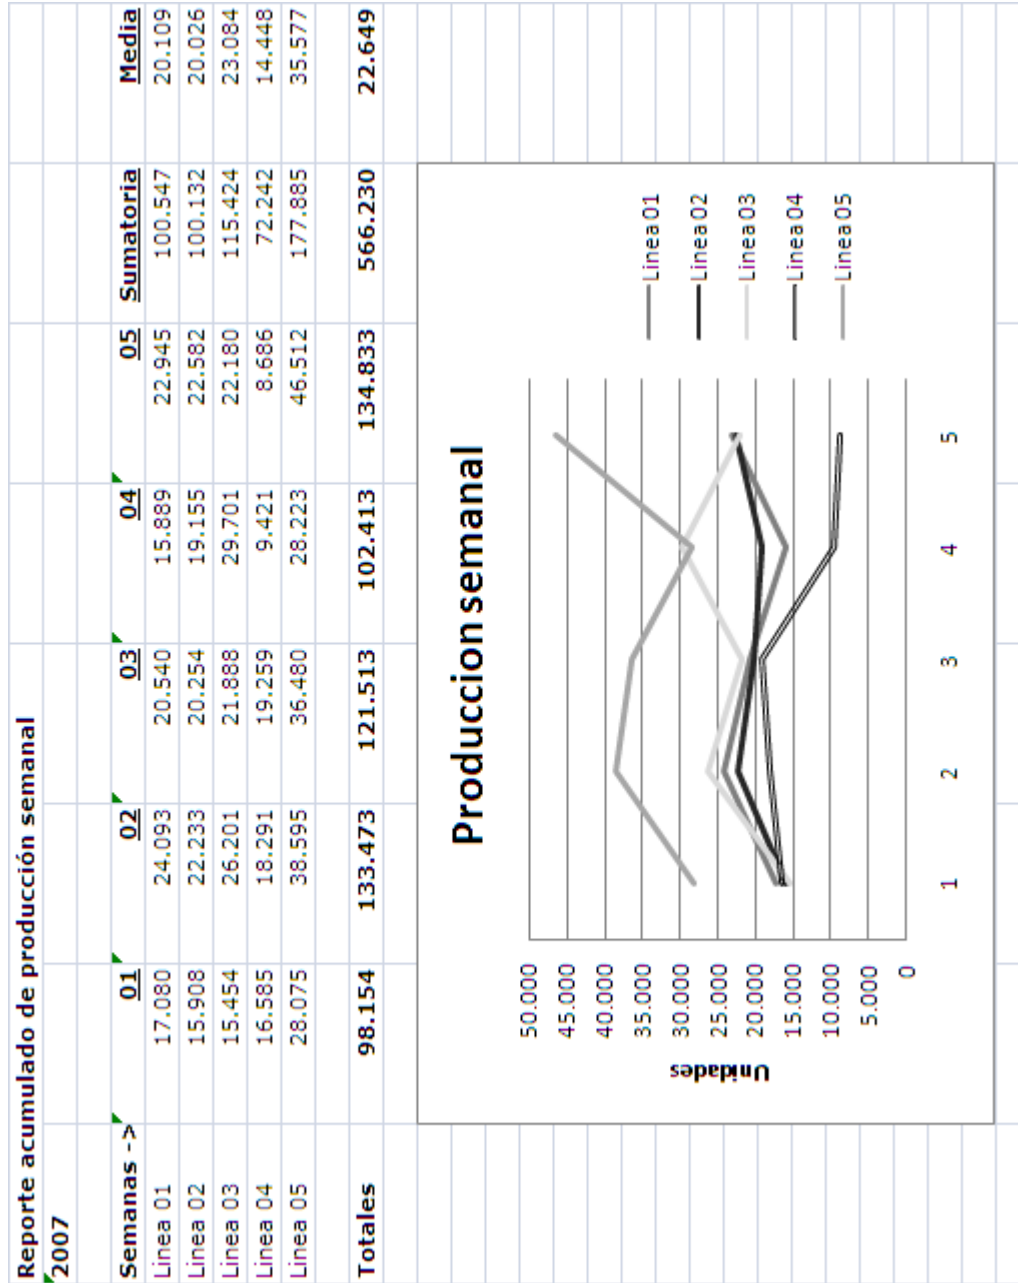 Reporte acumulado de producción semanal
2007
Semanas -> 01 02 03 04 05 Sumatoria Media
Linea 01 17.080 24.093 20.540 15.889 22.945 100.547 20.109
Linea 02 15.908 22.233 20.254 19.155 22.582 100.132 20.026
Linea 03 15.454 26.201 21.888 29.701 22.180 115.424 23.084
Linea 04 16.585 18.291 19.259 9.421 8.686 72.242 14.448
Linea 05 28.075 38.595 36.480 28.223 46.512 177.885 35.577
Totales 98.154 133.473 121.513 102.413 134.833 566.230 22.649
Produccion semanal
Unidades
50.000
45.000
40.000
35.000
30.000
25.000
20.000
15.000
10.000
5.000
0
1 2 3 4 5
Linea 01
Linea 02
Linea 03
Linea 04
Linea 05